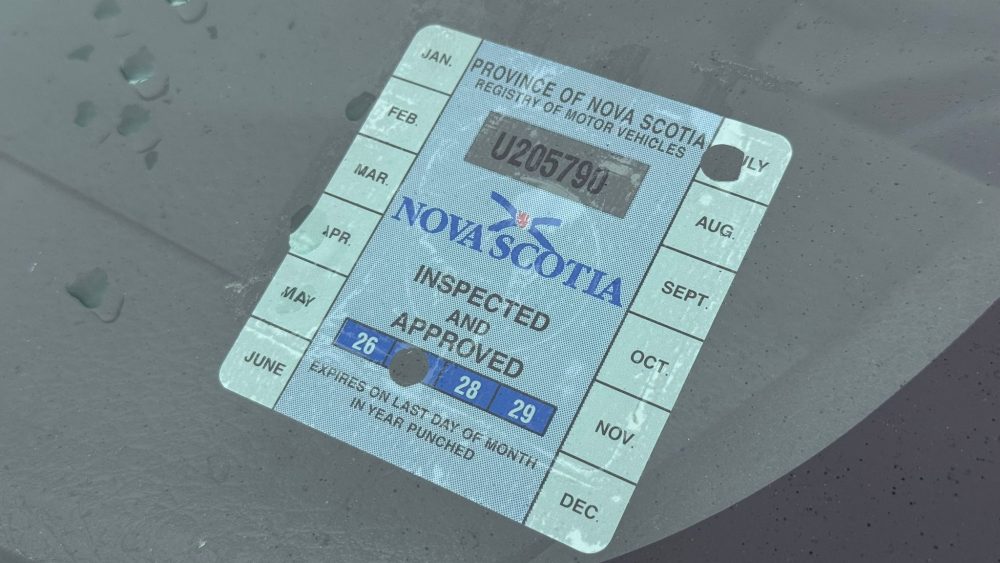 JAN.
FEB.
MAR.
APR.
MAY
JUNE
PROVINCE OF NOVA SCOTIA
REGISTRY OF MOTOR VEHICLES
U205790
NOVA SCOTIA
INSPECTED
AND
APPROVED
26 28 29
EXPIRES ON LAST DAY OF MONTH
IN YEAR PUNCHED
ULY
AUG.
SEPT.
OCT.
NOV.
DEC.